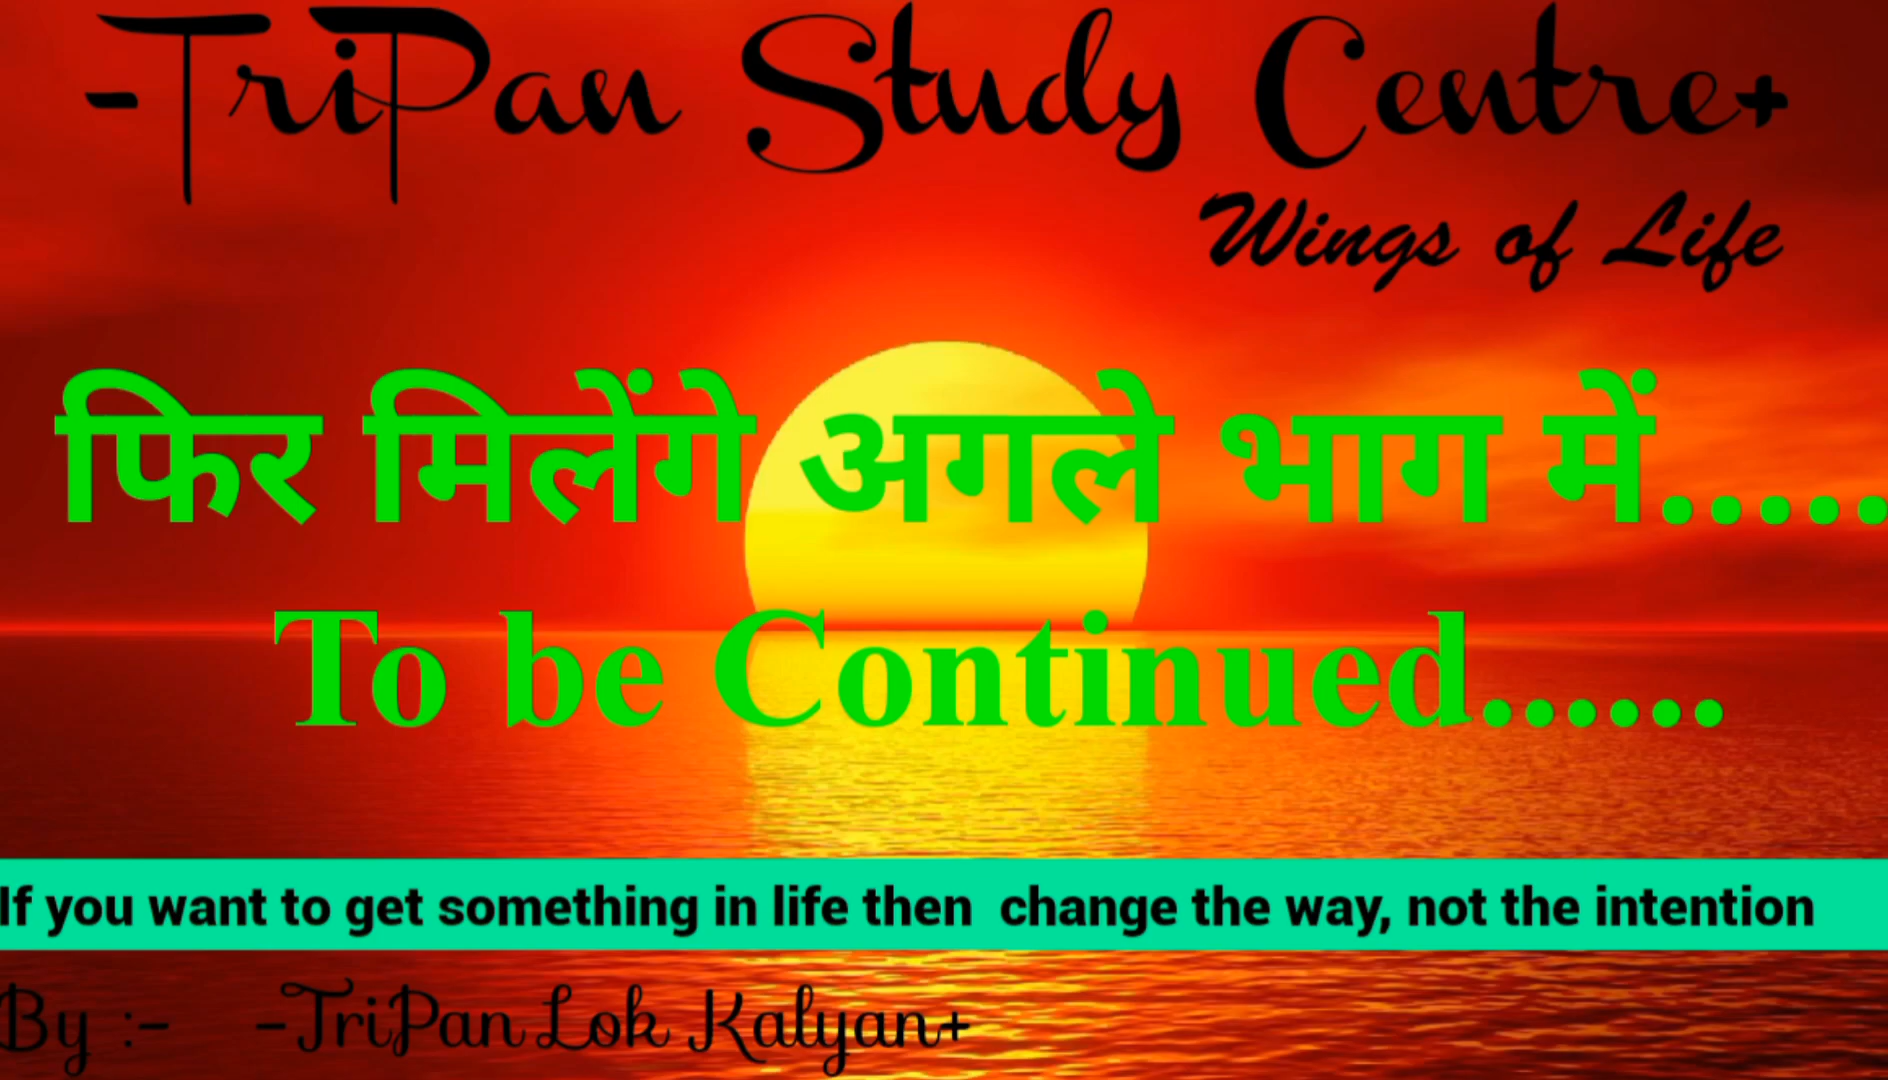 -TriPan Study Centre+
Wings of Life
फिर मिलेंगे अगले भाग में.....
To be Continued......
If you want to get something in life then change the way, not the intention
By :- -TriPan Lok Kalyan+